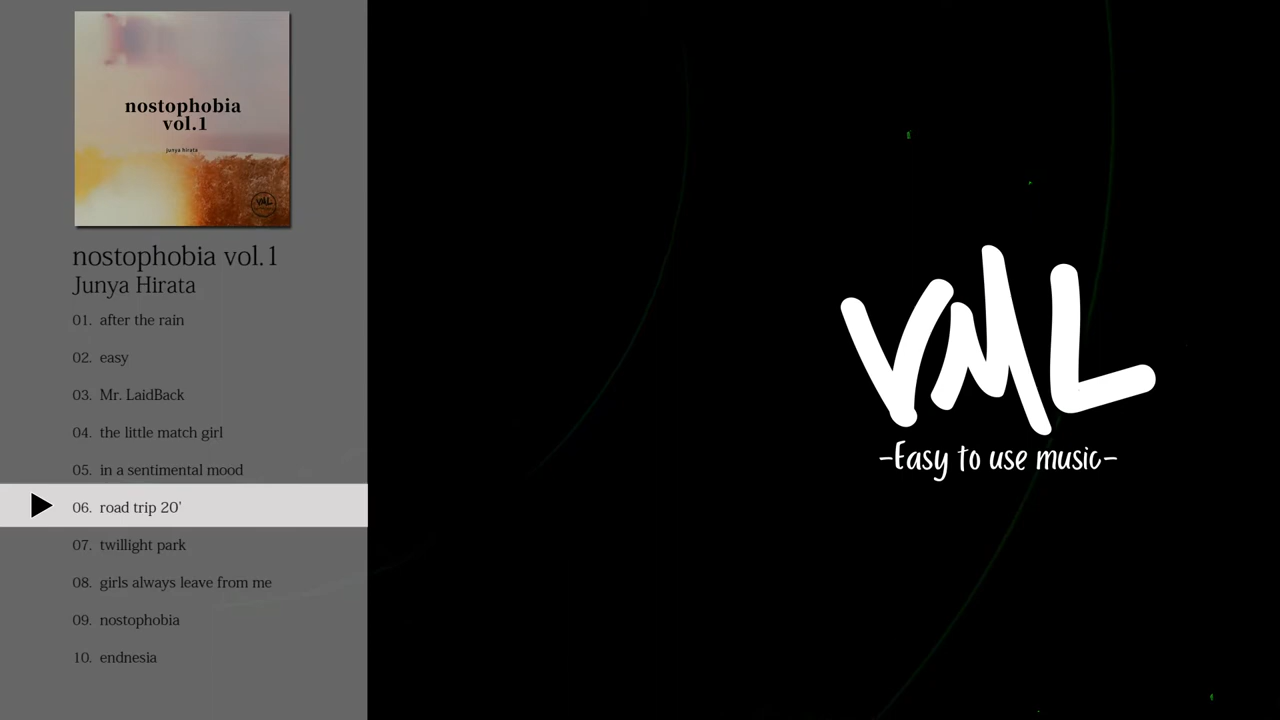 nostophobia
vol.1
junya hirata
VML
nostophobia vol.1
Junya Hirata
01. after the rain
02. easy
03. Mr. LaidBack
04. the little match girl
05. in a sentimental mood
06. road trip 20'
07. twillight park
08. girls always leave from me
09. nostophobia
10. endnesia
VML
-Easy to use music-